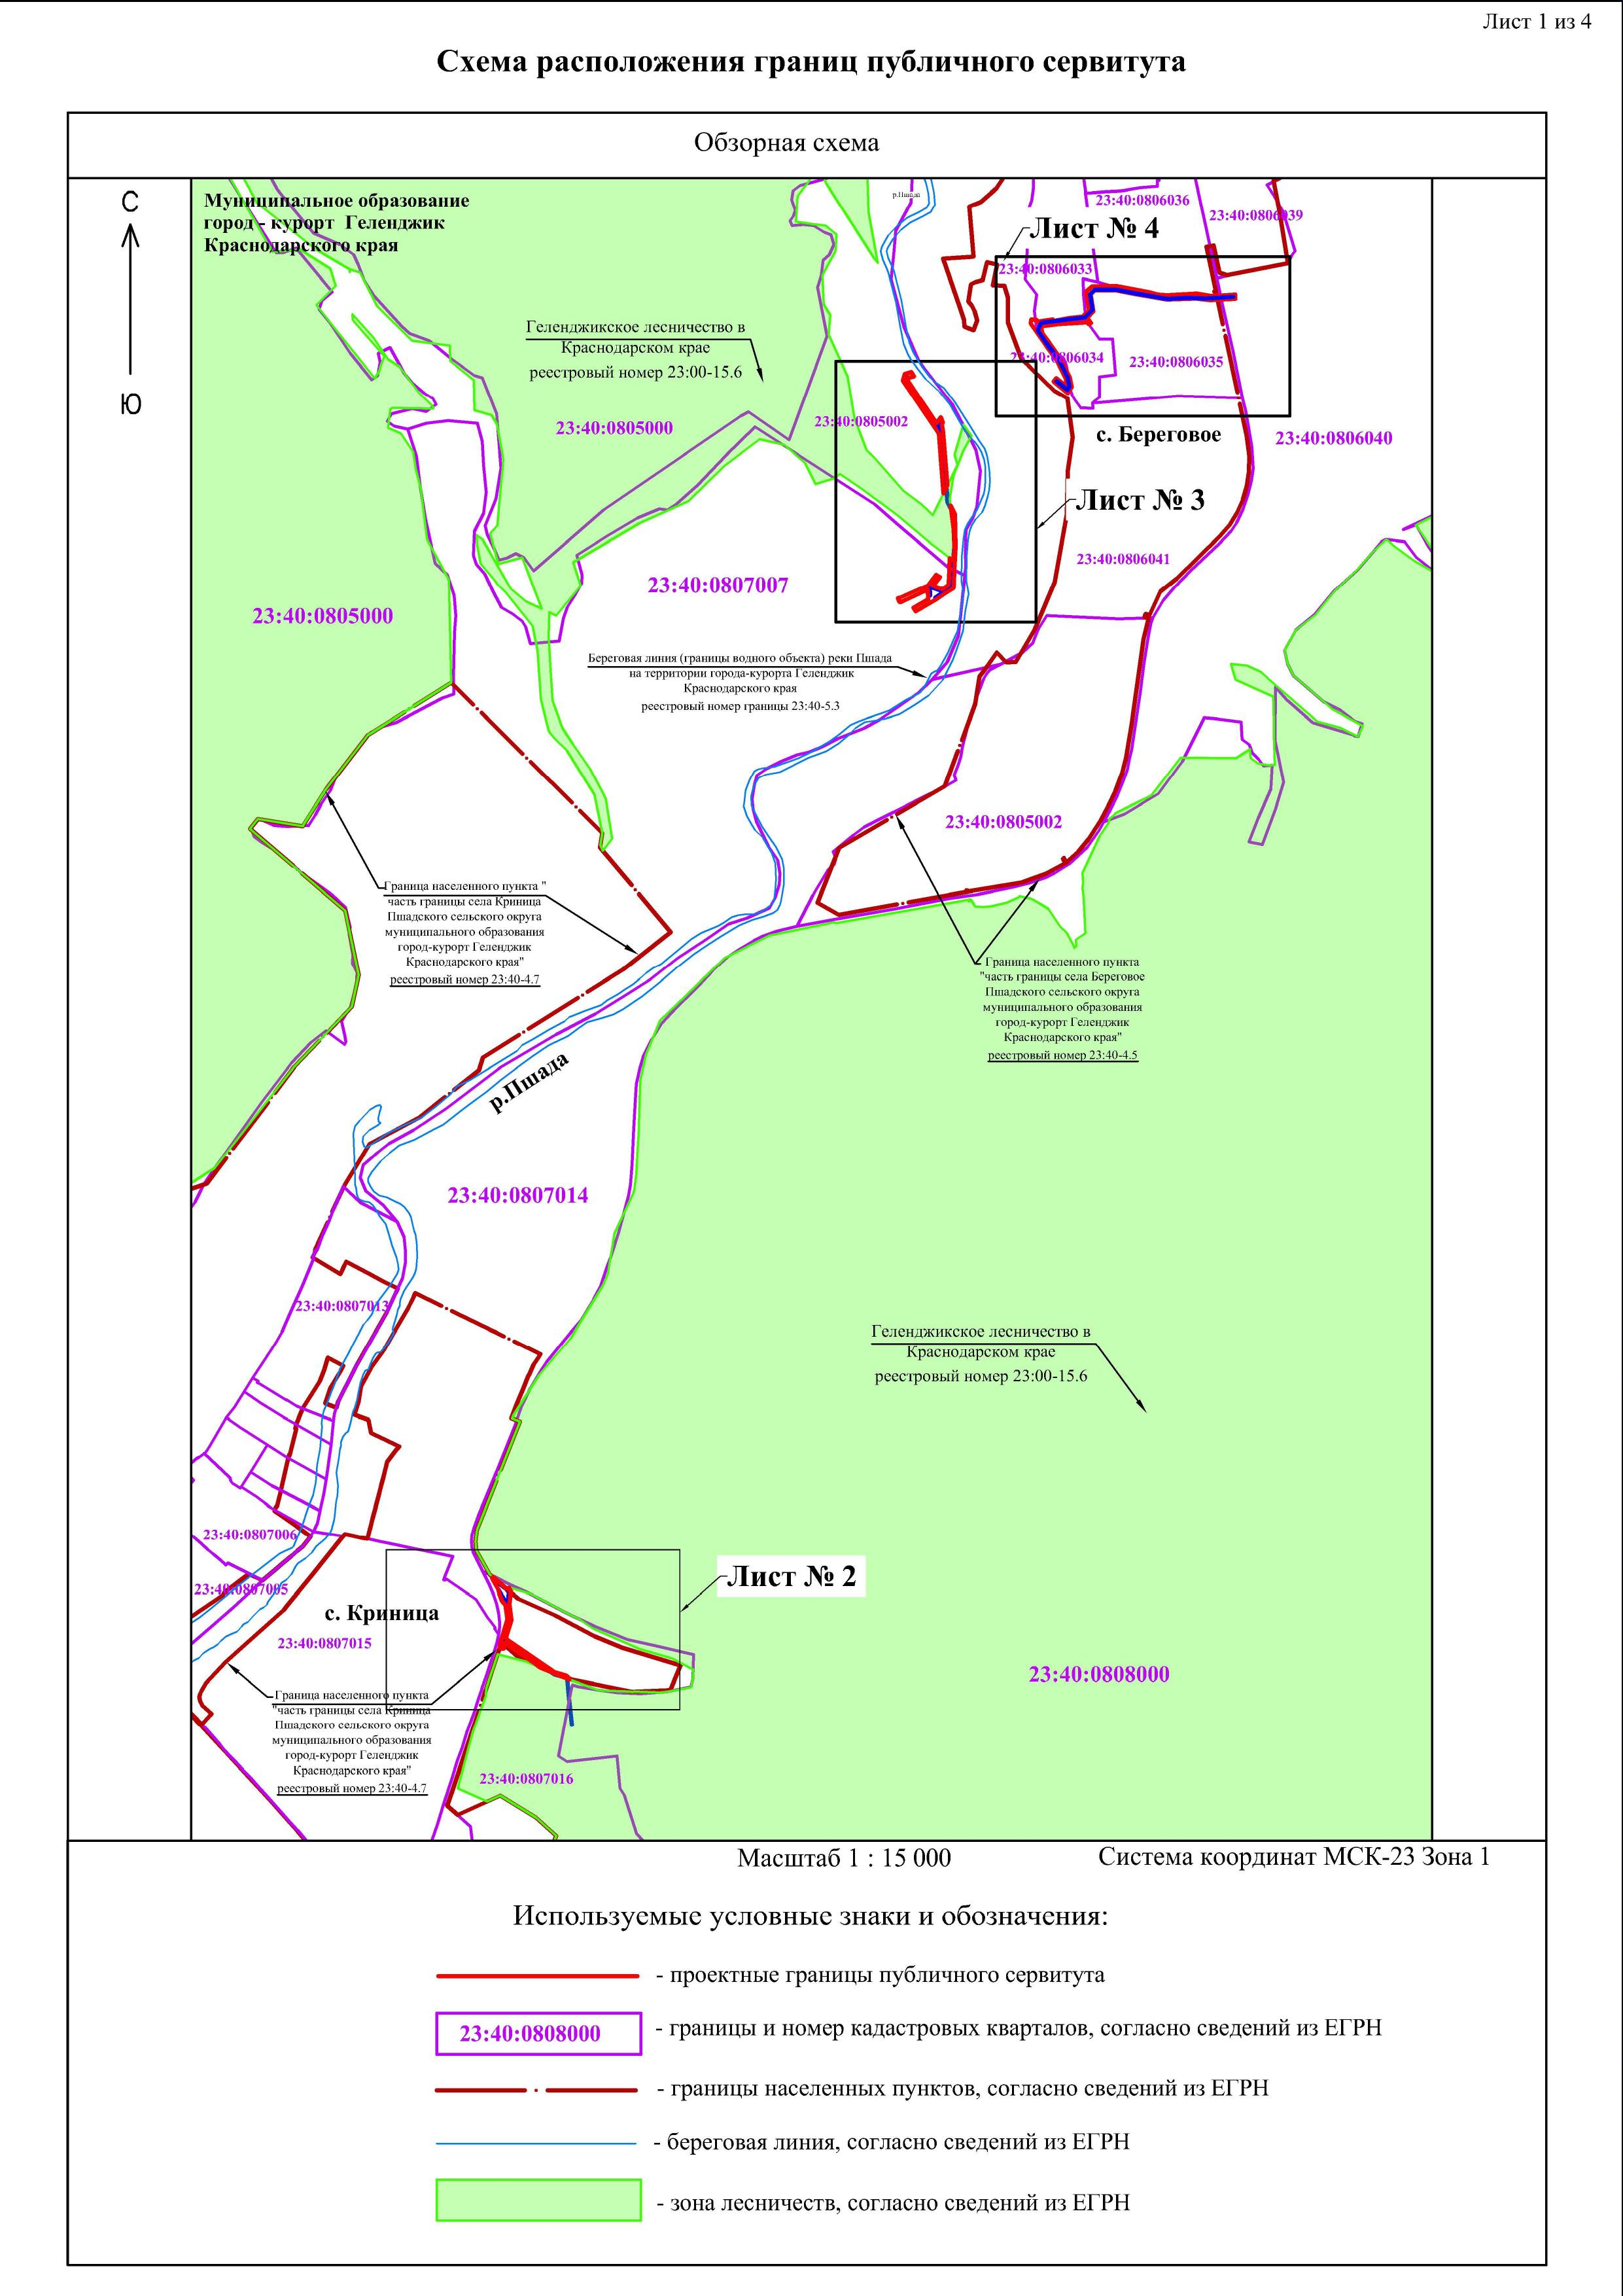 Лист 1 из 4
Схема расположения границ публичного сервитута
Обзорная схема
С
Ю
Муниципальное образование
город - курорт Геленджик
Краснодарского края
р.Пшада
23:40:0806036
23:40:0806039
Лист № 4
23:40:0806033
23:40:0806034
23:40:0806035
Геленджикское лесничество в
Краснодарском крае
реестровый номер 23:00-15.6
23:40:0805000
23:40:0805002
с. Береговое
23:40:0806040
Лист № 3
23:40:0806041
23:40:0807007
23:40:0805000
Береговая линия (границы водного объекта) реки Пшада
на территории города-курорта Геленджик
Краснодарского края
реестровый номер границы 23:40-5.3
23:40:0805002
Граница населенного пункта "
часть границы села Криница
Пшадского сельского округа
муниципального образования
город-курорт Геленджик
Краснодарского края"
реестровый номер 23:40-4.7
Граница населенного пункта
"часть границы села Береговое
Пшадского сельского округа
муниципального образования
город-курорт Геленджик
Краснодарского края"
реестровый номер 23:40-4.5
р.Пшада
23:40:0807014
23:40:0807013
Геленджикское лесничество в
Краснодарском крае
реестровый номер 23:00-15.6
23:40:0807006
23:40:0807005
Лист № 2
с. Криница
23:40:0807015
23:40:0808000
Граница населенного пункта
"часть границы села Криница
Пшадского сельского округа
муниципального образования
город-курорт Геленджик
Краснодарского края"
реестровый номер 23:40-4.7
23:40:0807016
Масштаб 1 : 15 000
Система координат МСК-23 Зона 1
Используемые условные знаки и обозначения:
- проектные границы публичного сервитута
23:40:0808000
- границы и номер кадастровых кварталов, согласно сведений из ЕГРН
- границы населенных пунктов, согласно сведений из ЕГРН
- береговая линия, согласно сведений из ЕГРН
- зона лесничеств, согласно сведений из ЕГРН